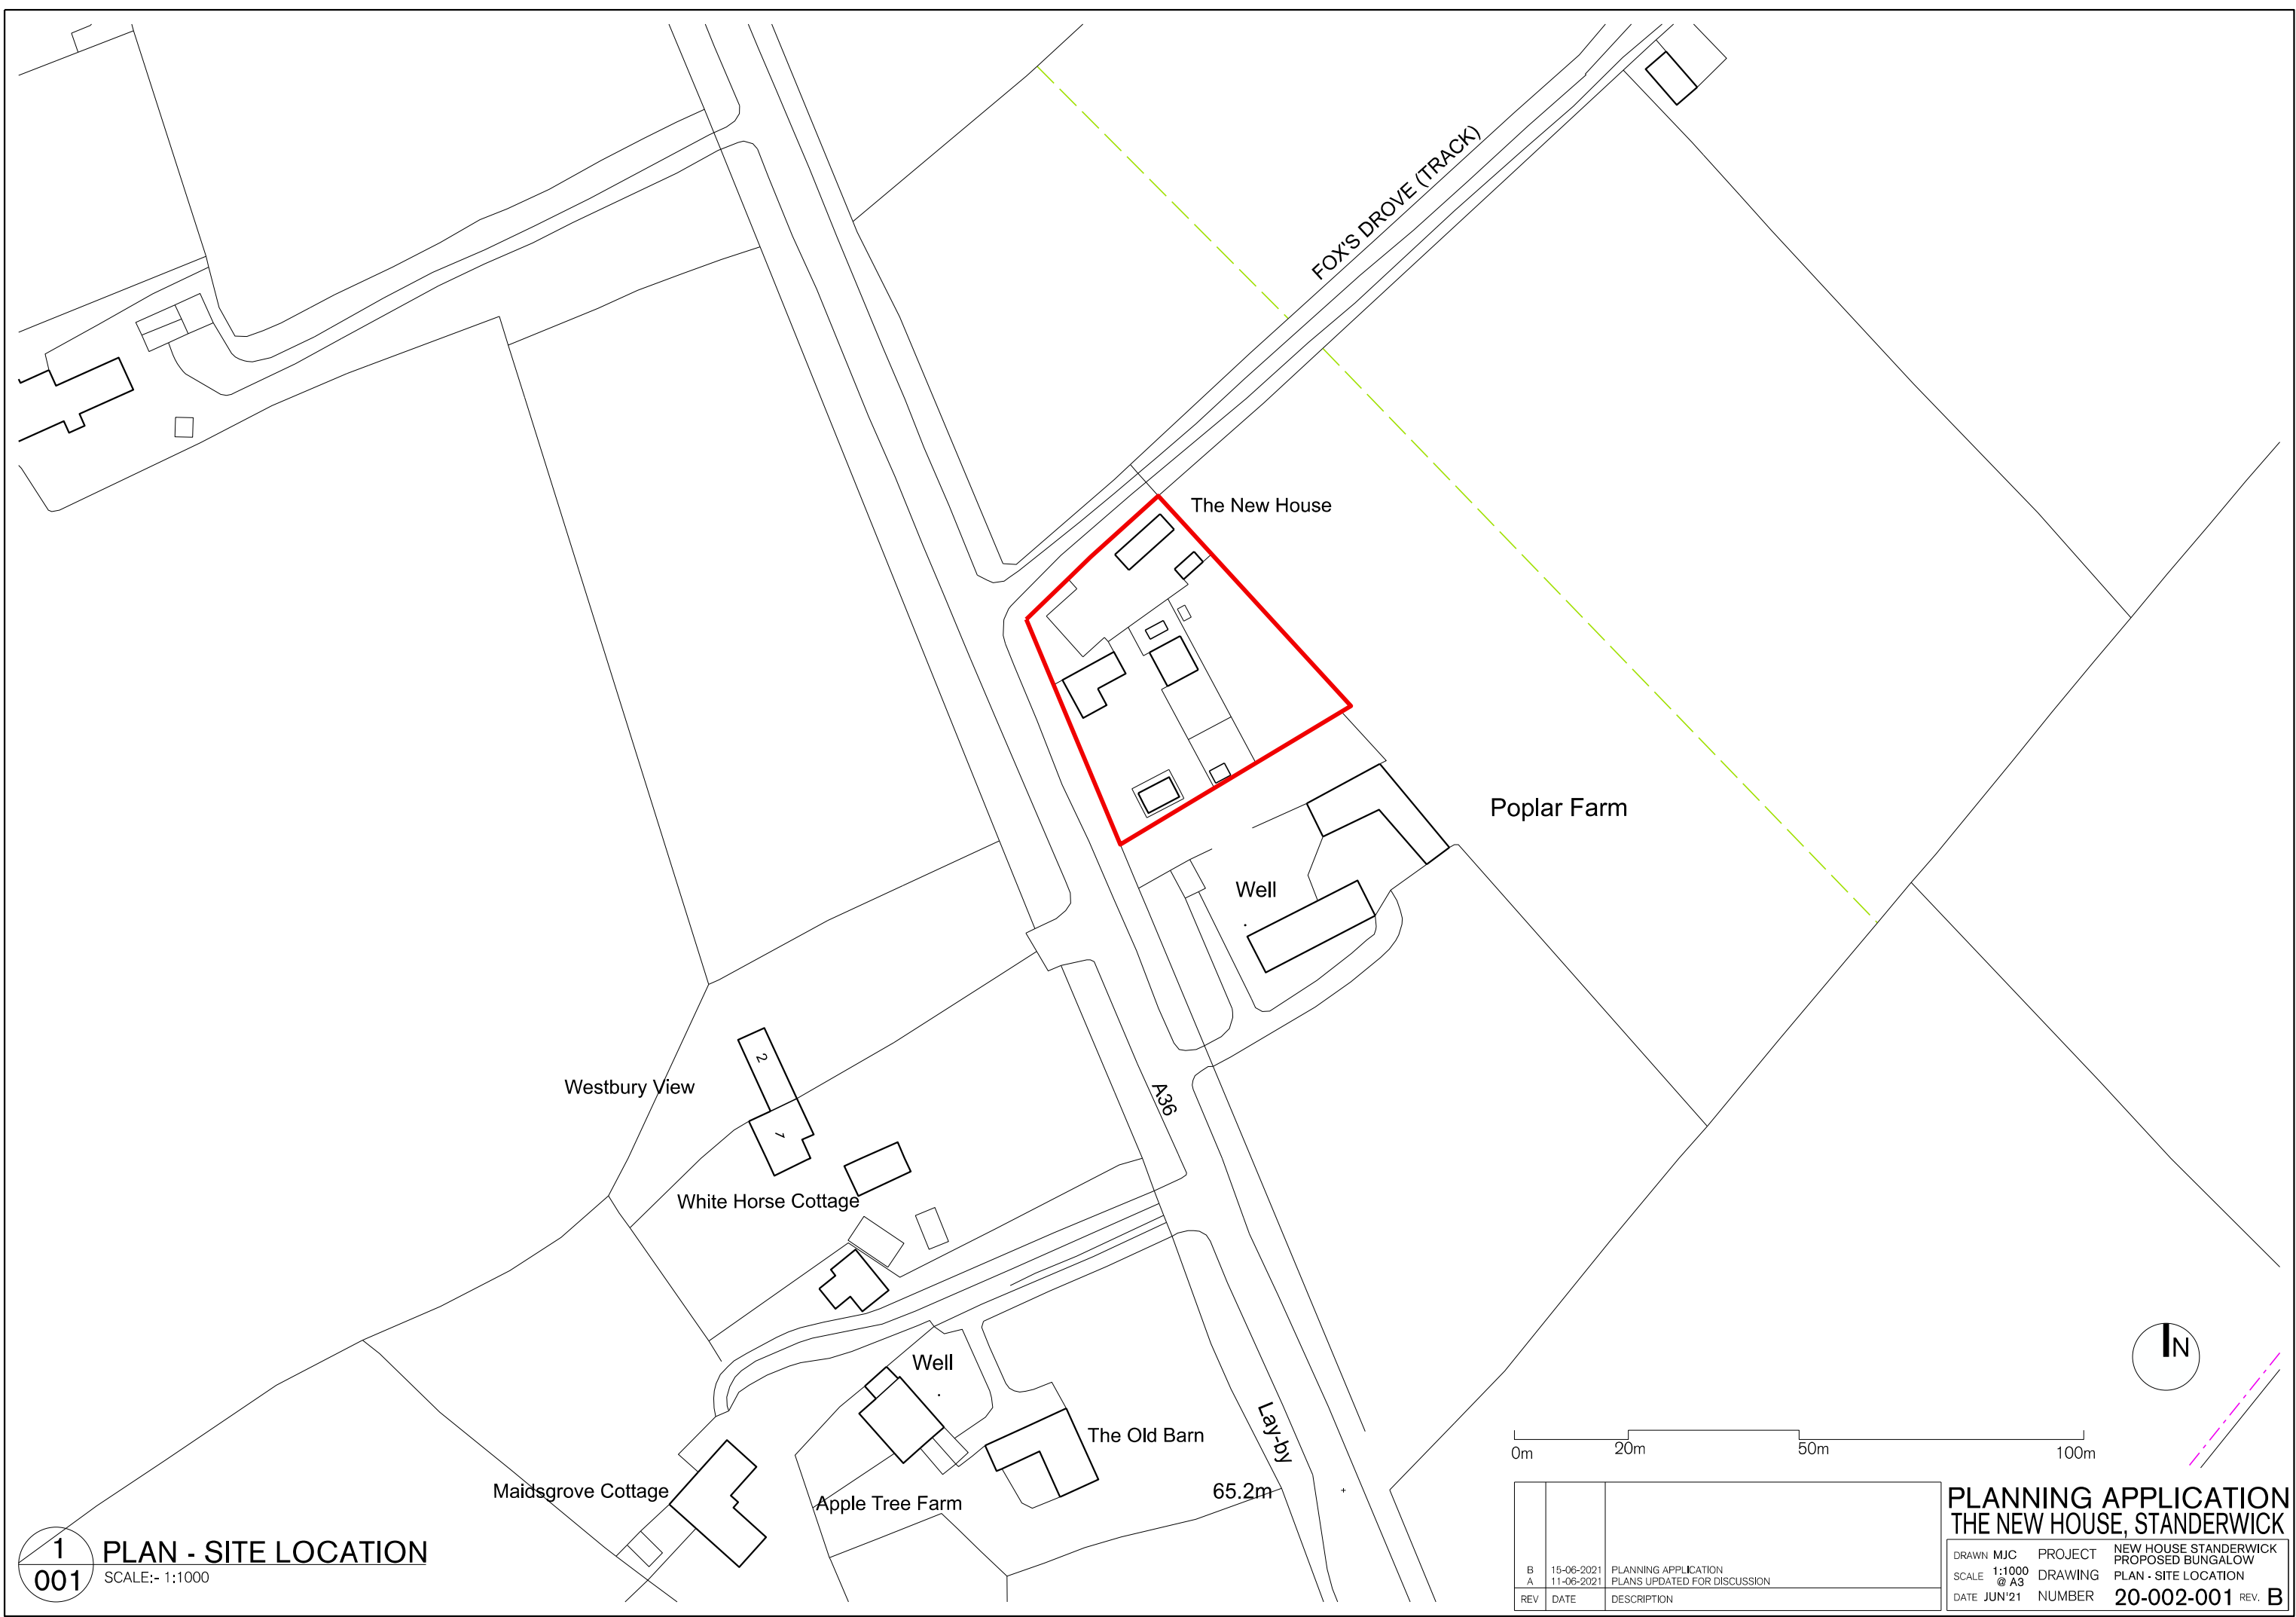 FOX'S DROVE (TRACK)
The New House
Poplar Farm
Well
Westbury View
2
1
A36
White Horse Cottage
Well
The Old Barn
Lay-by
Maidsgrove Cottage
Apple Tree Farm
65.2m
N
0m 20m 50m 100m
1
001
PLAN - SITE LOCATION
SCALE:- 1:1000
B 15-06-2021 PLANNING APPLICATION
A 11-06-2021 PLANS UPDATED FOR DISCUSSION
REV DATE DESCRIPTION
PLANNING APPLICATION
THE NEW HOUSE, STANDERWICK
DRAWN MJC PROJECT NEW HOUSE STANDERWICK
PROPOSED BUNGALOW
SCALE 1:1000 @ A3 DRAWING PLAN - SITE LOCATION
DATE JUN'21 NUMBER 20-002-001 REV. B